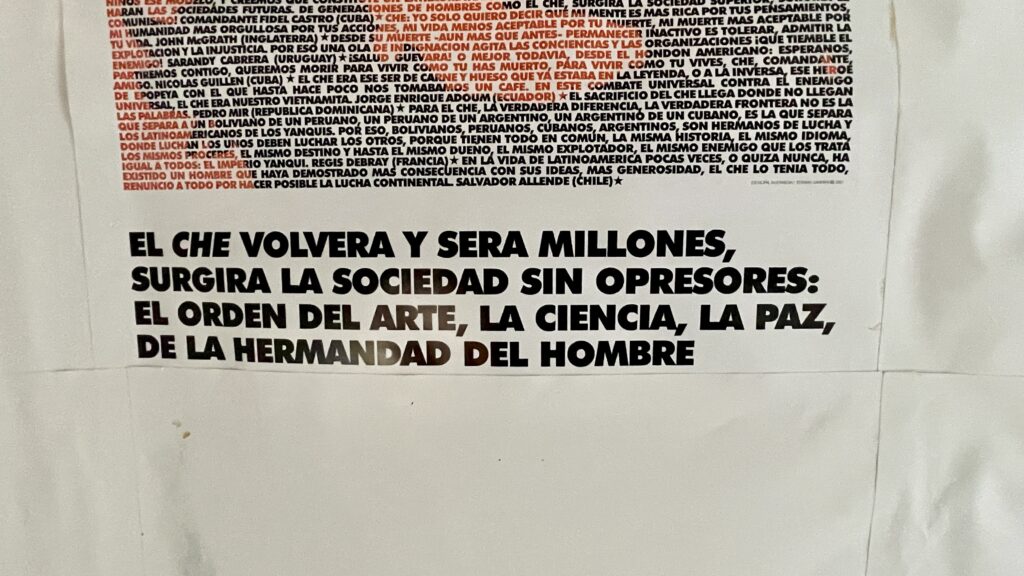 HARAN LAS SOCIEDADES FUTURAS. DE GENERACIONES DE HOMBRES COMO EL CHE, SURGIRA LA SOCIEDAD SUPERIOR,
COMUNISMO! COMANDANTE FIDEL CASTRO (CUBA)★CHE: YO SOLO QUIERO DECIR QUE MI MENTE ES MAS RICA POR TUS
MI HUMANIDAD MAS ORGULLOSA POR TUS ACCIONES, MI VIDA MENOS ACEPTABLE POR TU MUERTE, MI MUERTE MAS ACEPTABLE POR
TU VIDA. JOHN McGRATH (INGLATERRA)★DESDE SU MUERTE -AUN MAS QUE ANTES- PERMANECER INACTIVO ES TOLERAR, ADMITIR LA
EXPLOTACION Y LA INJUSTICIA. POR ESO UNA OLA DE INDIGNACION AGITA LAS CONCIENCIAS Y LAS ORGANIZACIONES ¡QUE TIEMBLE EL
ENEMIGO! SARANDY CABRERA (URUGUAY)★¡SALUD GUEVARA! O MEJOR TODAVIA, DESDE EL HONDON AMERICANO: ESPERANOS,
PARTIREMOS CONTIGO, QUEREMOS MORIR PARA VIVIR COMO TU HAS MUERTO, PARA VIVIR COMO TU VIVES, CHE, COMANDANTE
AMIGO. NICOLAS GUILLEN (CUBA)★EL CHE ERA ESE SER DE CARNE Y HUESO QUE YA ESTABA EN LA LEYENDA, O A LA INVERSA, ESE HEROE
DE EPOPEYA CON EL QUE HASTA HACE POCO NOS TOMABAMOS UN CAFE. EN ESTE COMBATE UNIVERSAL CONTRA EL ENEMIGO
UNIVERSAL, EL CHE ERA NUESTRO VIETNAMITA. JORGE ENRIQUE ADOUM (ECUADOR)★EL SACRIFICIO DEL CHE LLEGA DONDE NO LLEGAN
LAS PALABRAS. PEDRO MIR (REPUBLICA DOMINICANA)★PARA EL CHE, LA VERDADERA DIFERENCIA, LA VERDADERA FRONTERA NO ES LA
QUE SEPARA A UN BOLIVIANO DE UN PERUANO, UN PERUANO DE UN ARGENTINO, UN ARGENTINO DE UN CUBANO, ES LA QUE SEPARA
A LOS LATINOAMERICANOS DE LOS YANQUIS. POR ESO, BOLIVIANOS, PERUANOS, CUBANOS, ARGENTINOS, SON HERMANOS DE LUCHA Y
DONDE LUCHAN LOS UNOS DEBEN LUCHAR LOS OTROS, PORQUE TIENEN TODO EN COMUN, LA MISMA HISTORIA, EL MISMO IDIOMA,
LOS MISMOS PROCERES, EL MISMO DESTINO Y HASTA EL MISMO DUEÑO, EL MISMO EXPLOTADOR, EL MISMO ENEMIGO QUE LOS TRATA
IGUAL A TODOS: EL IMPERIO YANQUI. REGIS DEBRAY (FRANCIA)★EN LA VIDA DE LATINOAMERICA POCAS VECES, O QUIZA NUNCA, HA
EXISTIDO UN HOMBRE QUE HAYA DEMOSTRADO MAS CONSECUENCIA CON SUS IDEAS, MAS GENEROSIDAD, EL CHE LO TENIA TODO,
RENUNCIO A TODO POR HACER POSIBLE LA LUCHA CONTINENTAL. SALVADOR ALLENDE (CHILE)★
EL CHE VOLVERA Y SERA MILLONES,
SURGIRA LA SOCIEDAD SIN OPRESORES:
EL ORDEN DEL ARTE, LA CIENCIA, LA PAZ,
DE LA HERMANDAD DEL HOMBRE